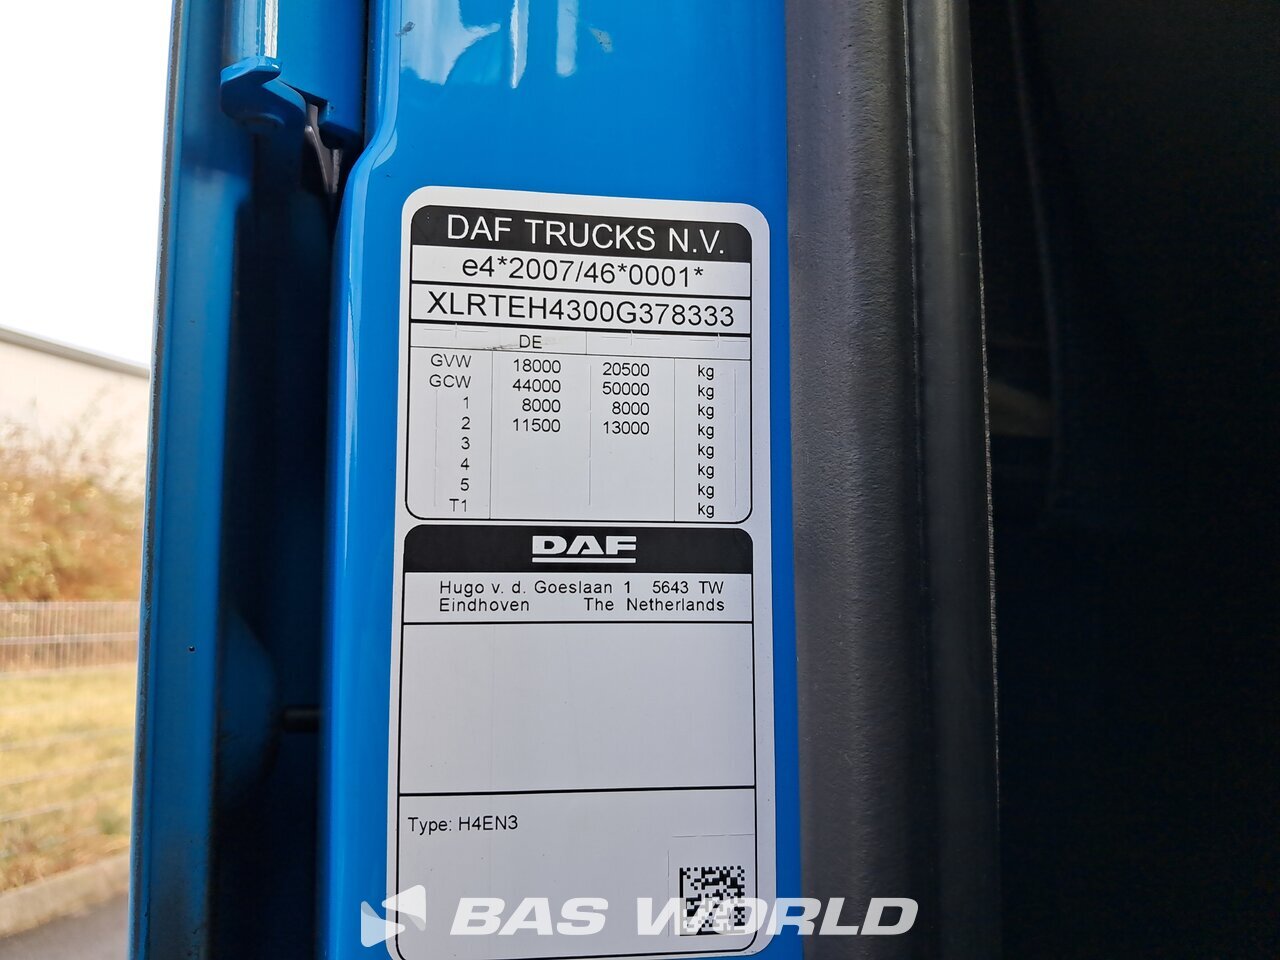 DAF TRUCKS N.V.
e4*2007/46*0001*
XLRTEH4300G378333
DE
GVW 18000 20500 kg
GCW 44000 50000 kg
1 8000 8000 kg
2 11500 13000 kg
3 kg
4 kg
5 kg
T1 kg
DAF
Hugo v. d. Goeslaan 1 5643 TW
Eindhoven The Netherlands
Type: H4EN3
BAS WORLD